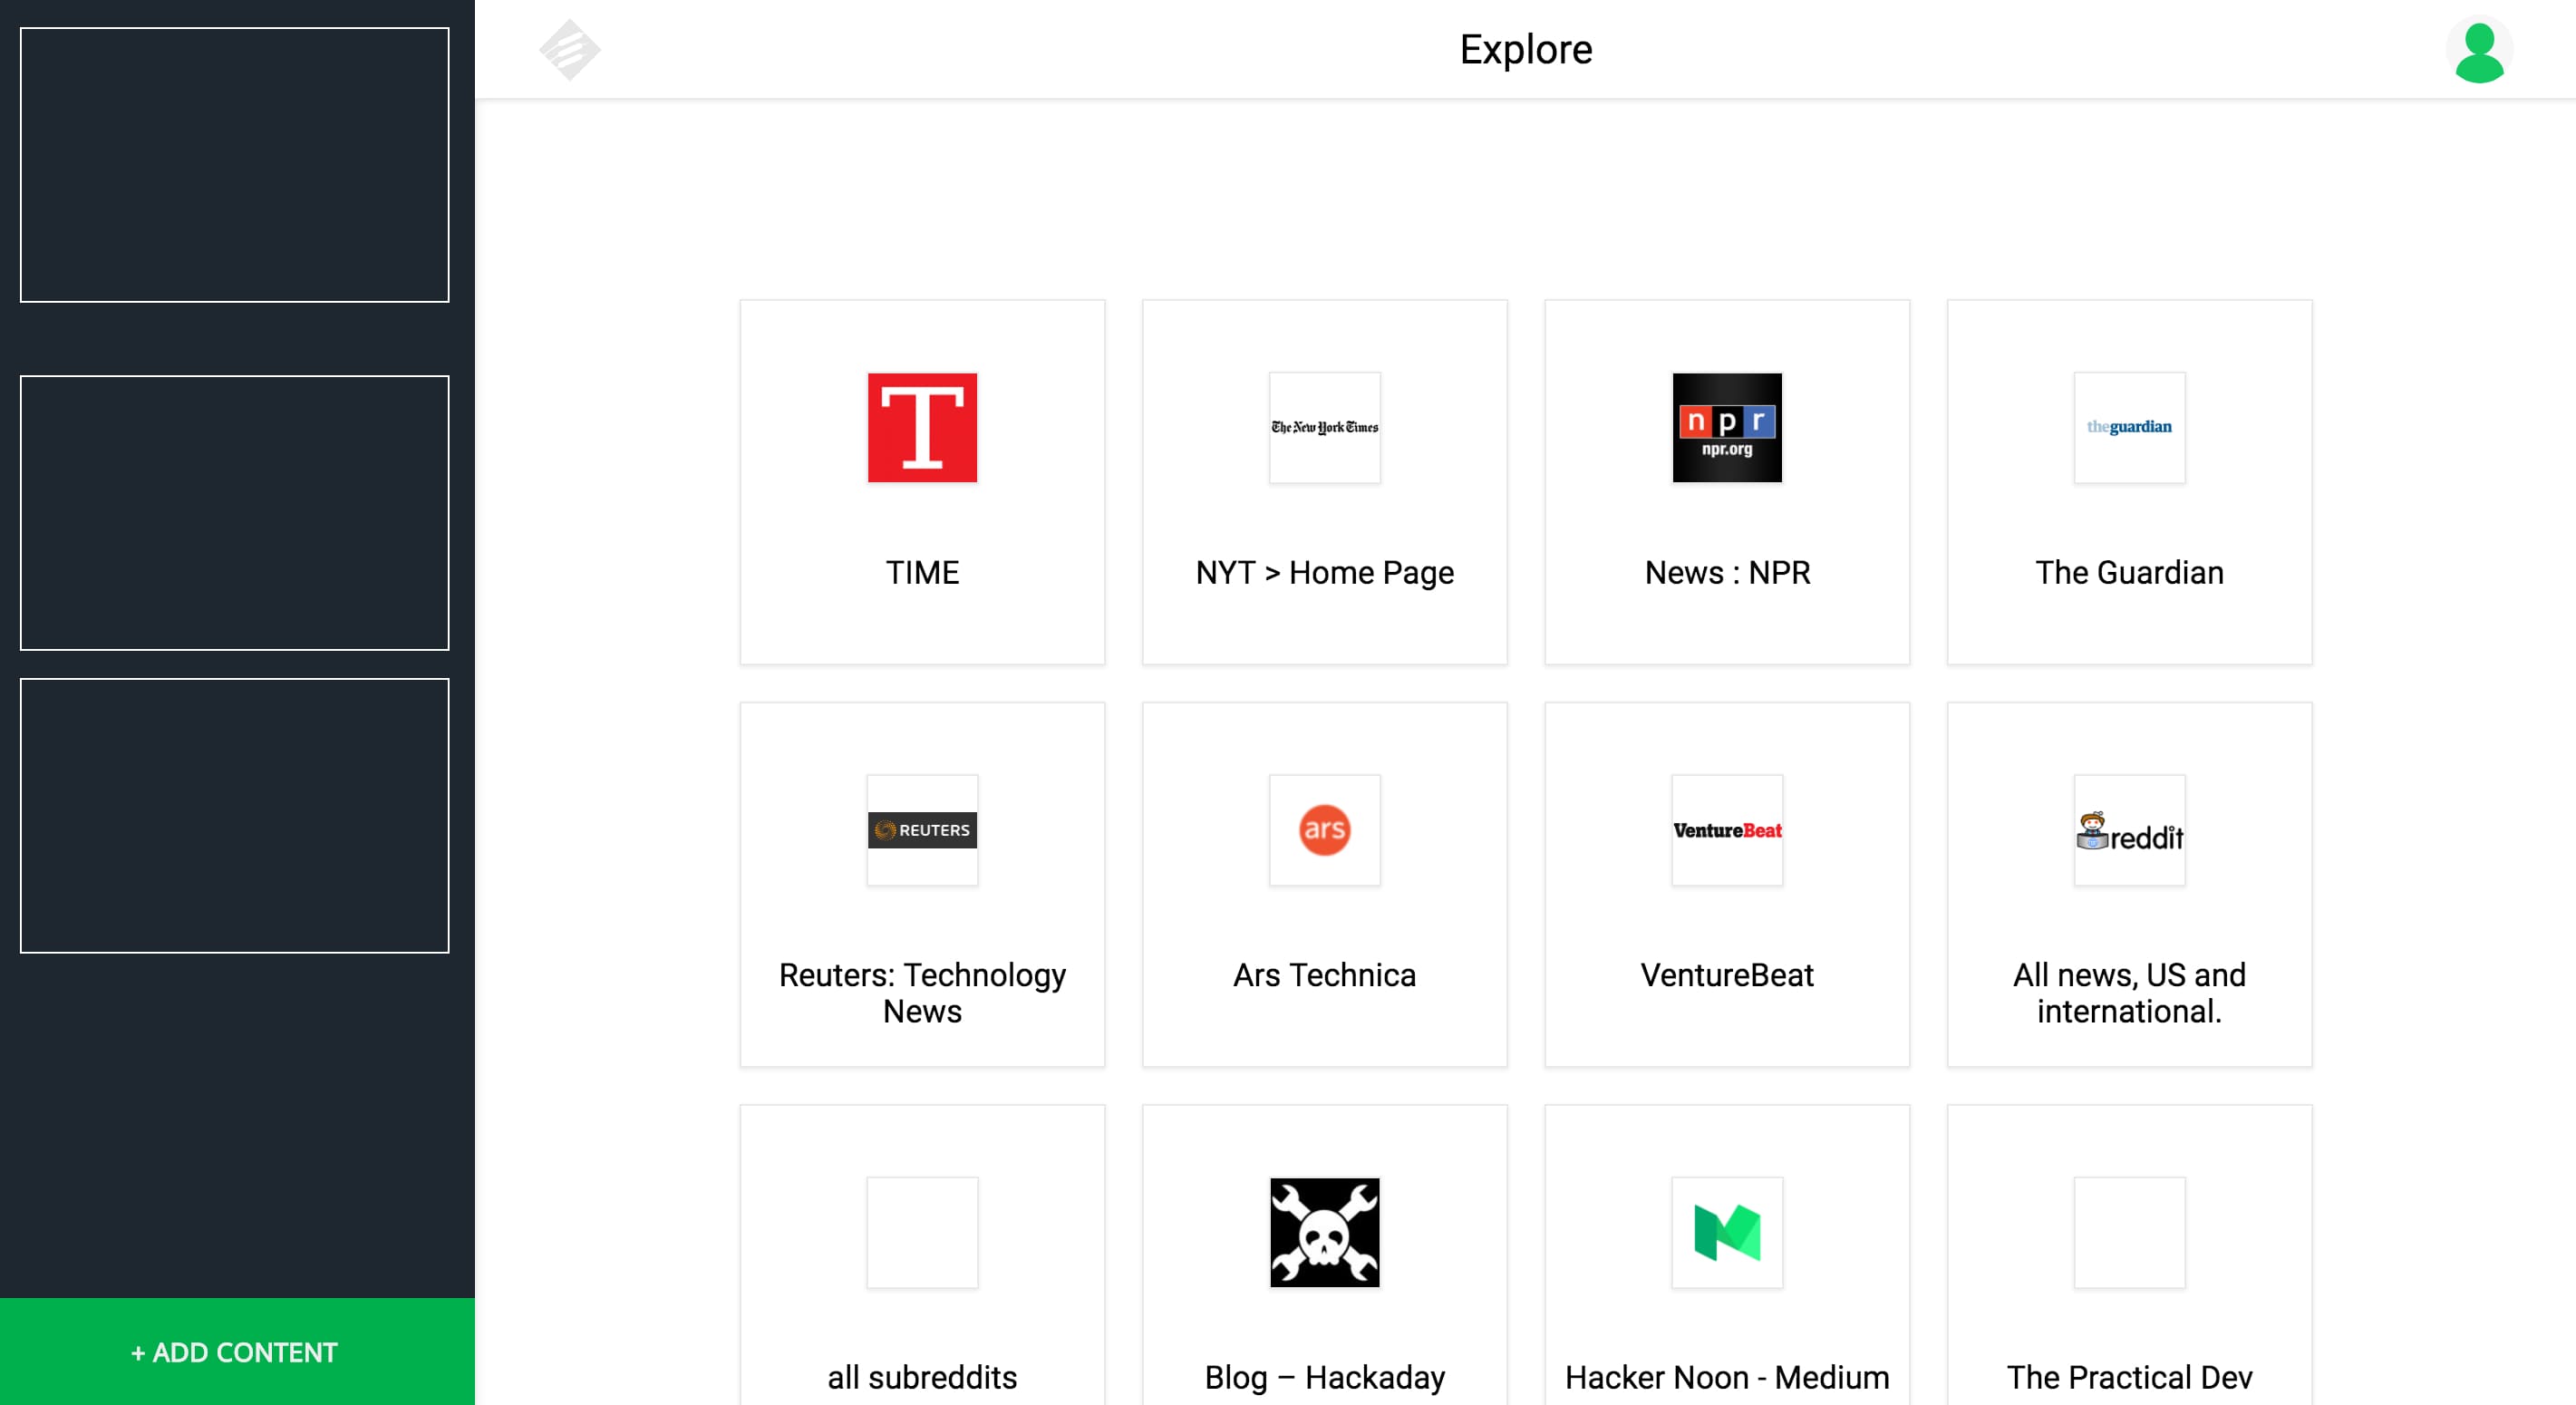 Explore
T
The New York Times
npr
npr.org
theguardian
TIME
NYT > Home Page
News : NPR
The Guardian
REUTERS
ars
VentureBeat
reddit
Reuters: Technology
News
Ars Technica
VentureBeat
All news, US and
international.
all subreddits
Blog – Hackaday
Hacker Noon - Medium
The Practical Dev
+ ADD CONTENT